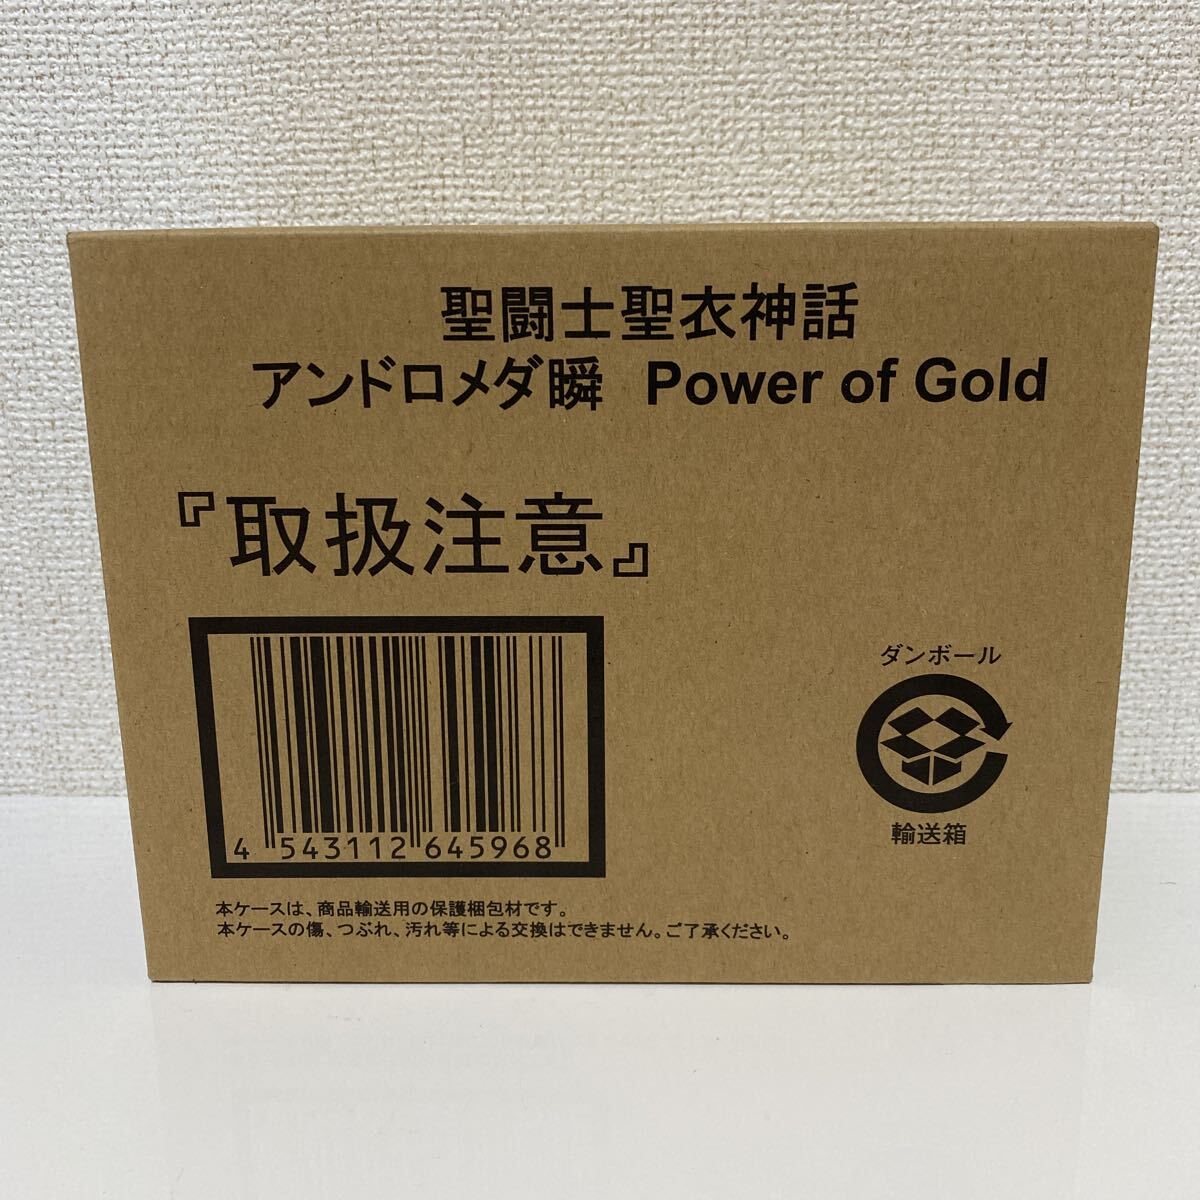 聖闘士聖衣神話
アンドロメダ瞬 Power of Gold
『取扱注意』
ダンボール
輸送箱
4 543112 645968
本ケースは、商品輸送用の保護梱包材です。
本ケースの傷、つぶれ、汚れ等による交換はできません。ご了承ください。